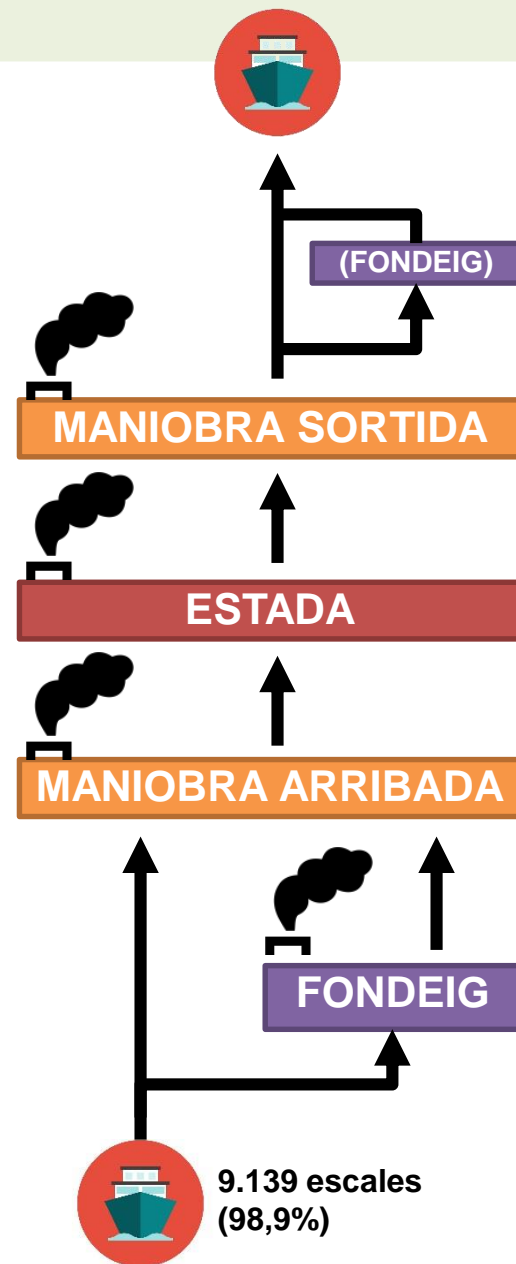 (FONDEIG)
MANIOBRA SORTIDA
ESTADA
MANIOBRA ARRIBADA
FONDEIG
9.139 escales
(98,9%)